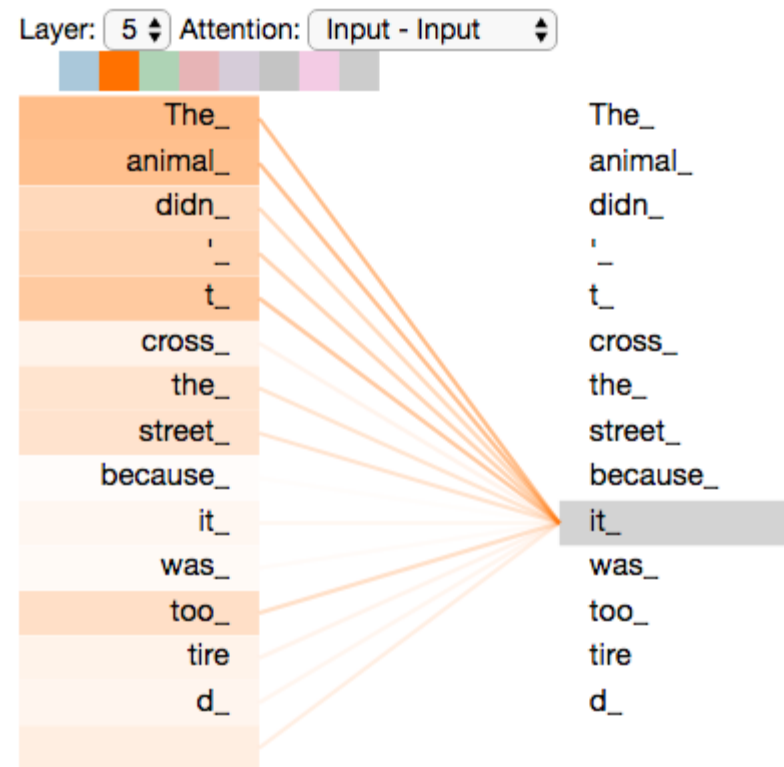 Layer: 5 Attention: Input - Input
The_ The_
animal_ animal_
didn_ didn_
'_ '_
t_ t_
cross_ cross_
the_ the_
street_ street_
because_ because_
it_ it_
was_ was_
too_ too_
tire tire
d_ d_